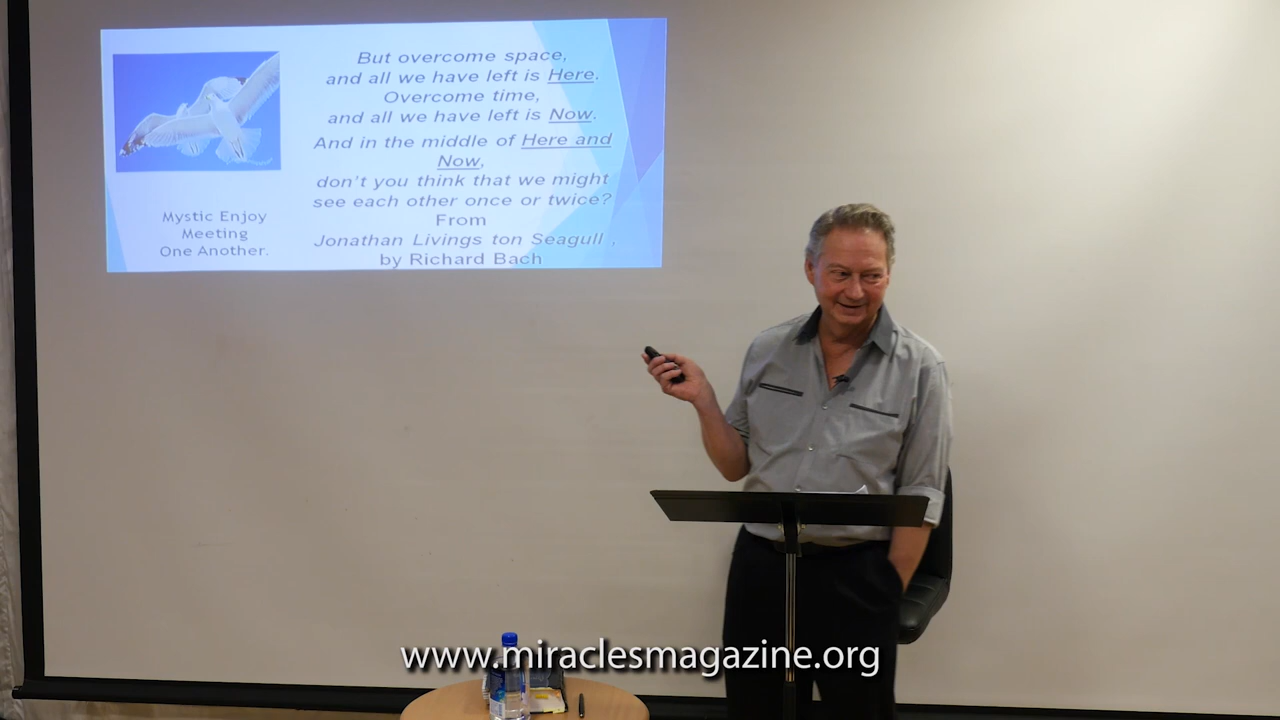 But overcome space,
and all we have left is Here.
Overcome time,
and all we have left is Now.
And in the middle of Here and
Now,
don't you think that we might
see each other once or twice?
From
Jonathan Livings ton Seagull ,
by Richard Bach
Mystic Enjoy
Meeting
One Another.
www.miraclesmagazine.org